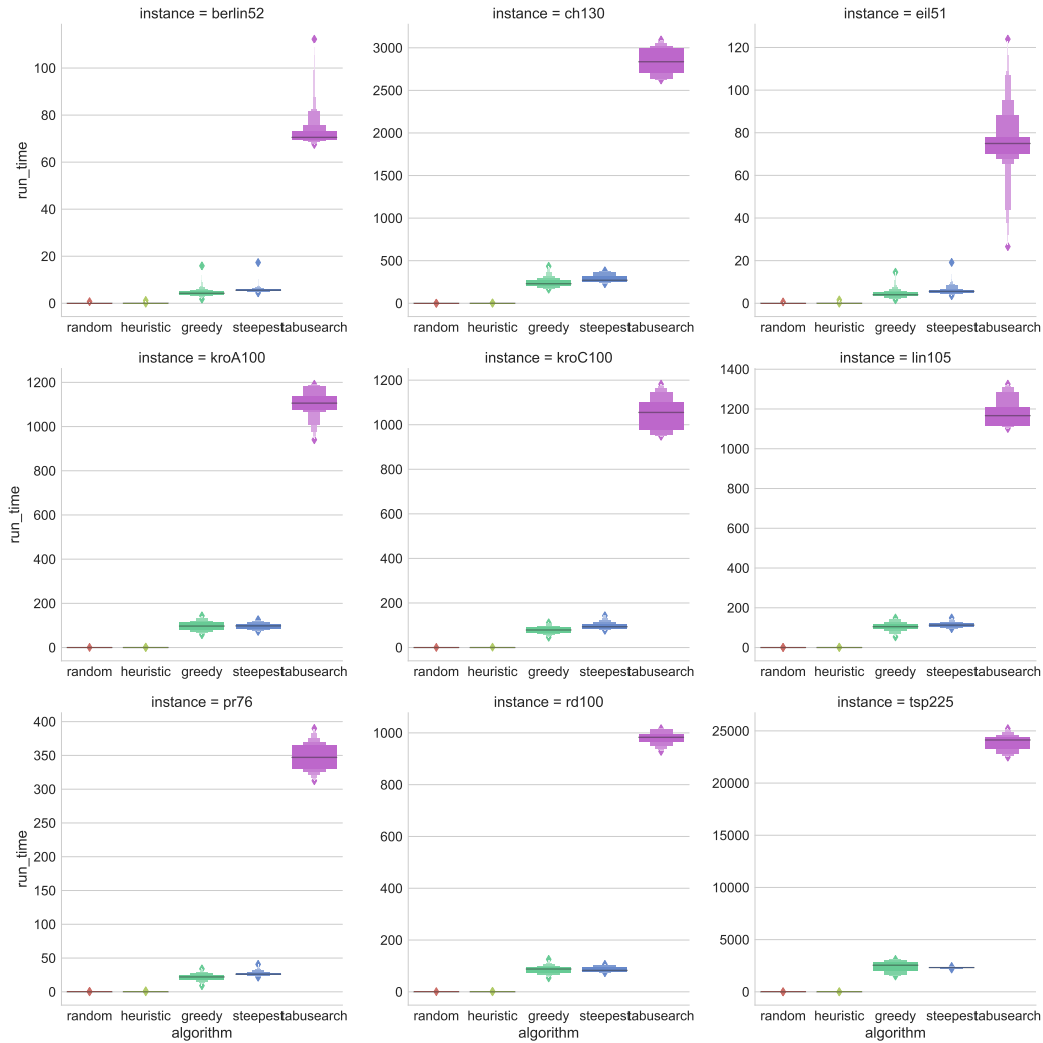 instance = berlin52
instance = ch130
instance = eil51
run_time
100
80
60
40
20
0
3000
2500
2000
1500
1000
500
0
120
100
80
60
40
20
0
random heuristic greedy steepest tabusearch
random heuristic greedy steepest tabusearch
random heuristic greedy steepest tabusearch
instance = kroA100
instance = kroC100
instance = lin105
run_time
1200
1000
800
600
400
200
0
1200
1000
800
600
400
200
0
1400
1200
1000
800
600
400
200
0
random heuristic greedy steepest tabusearch
random heuristic greedy steepest tabusearch
random heuristic greedy steepest tabusearch
instance = pr76
instance = rd100
instance = tsp225
run_time
400
350
300
250
200
150
100
50
0
1000
800
600
400
200
0
25000
20000
15000
10000
5000
0
random heuristic greedy steepest tabusearch
random heuristic greedy steepest tabusearch
random heuristic greedy steepest tabusearch
algorithm
algorithm
algorithm